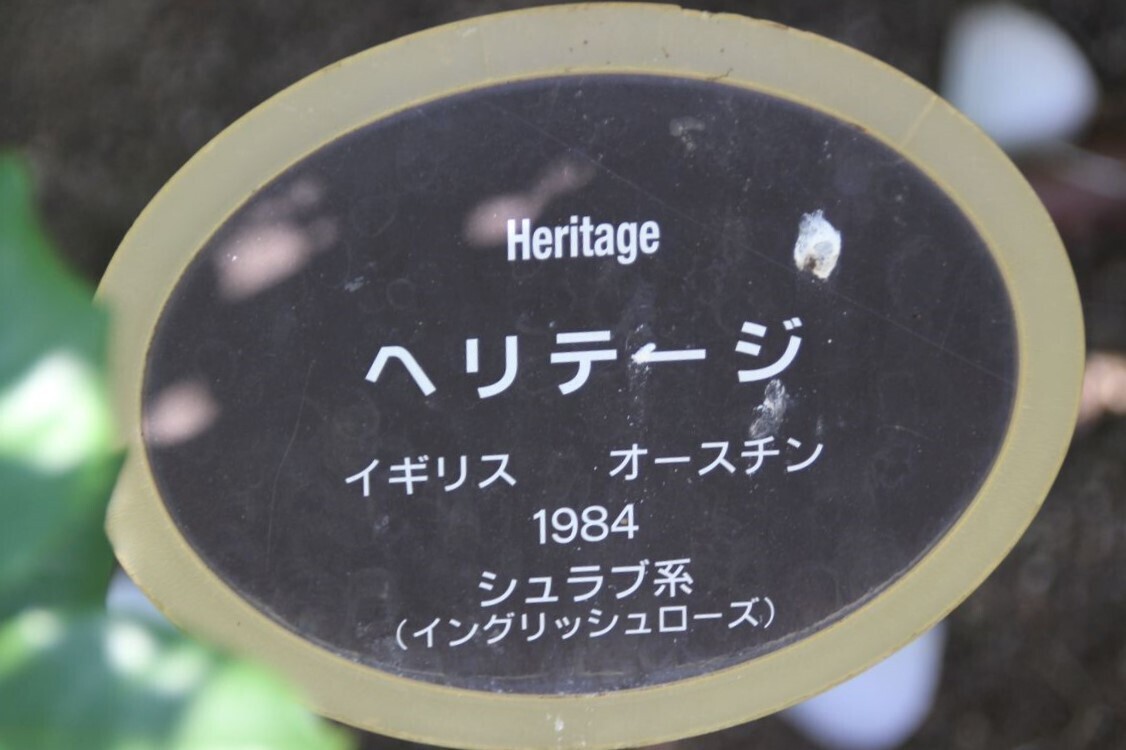 Heritage
ヘリテージ
イギリス　オースチン
1984
シュラブ系
（イングリッシュローズ）